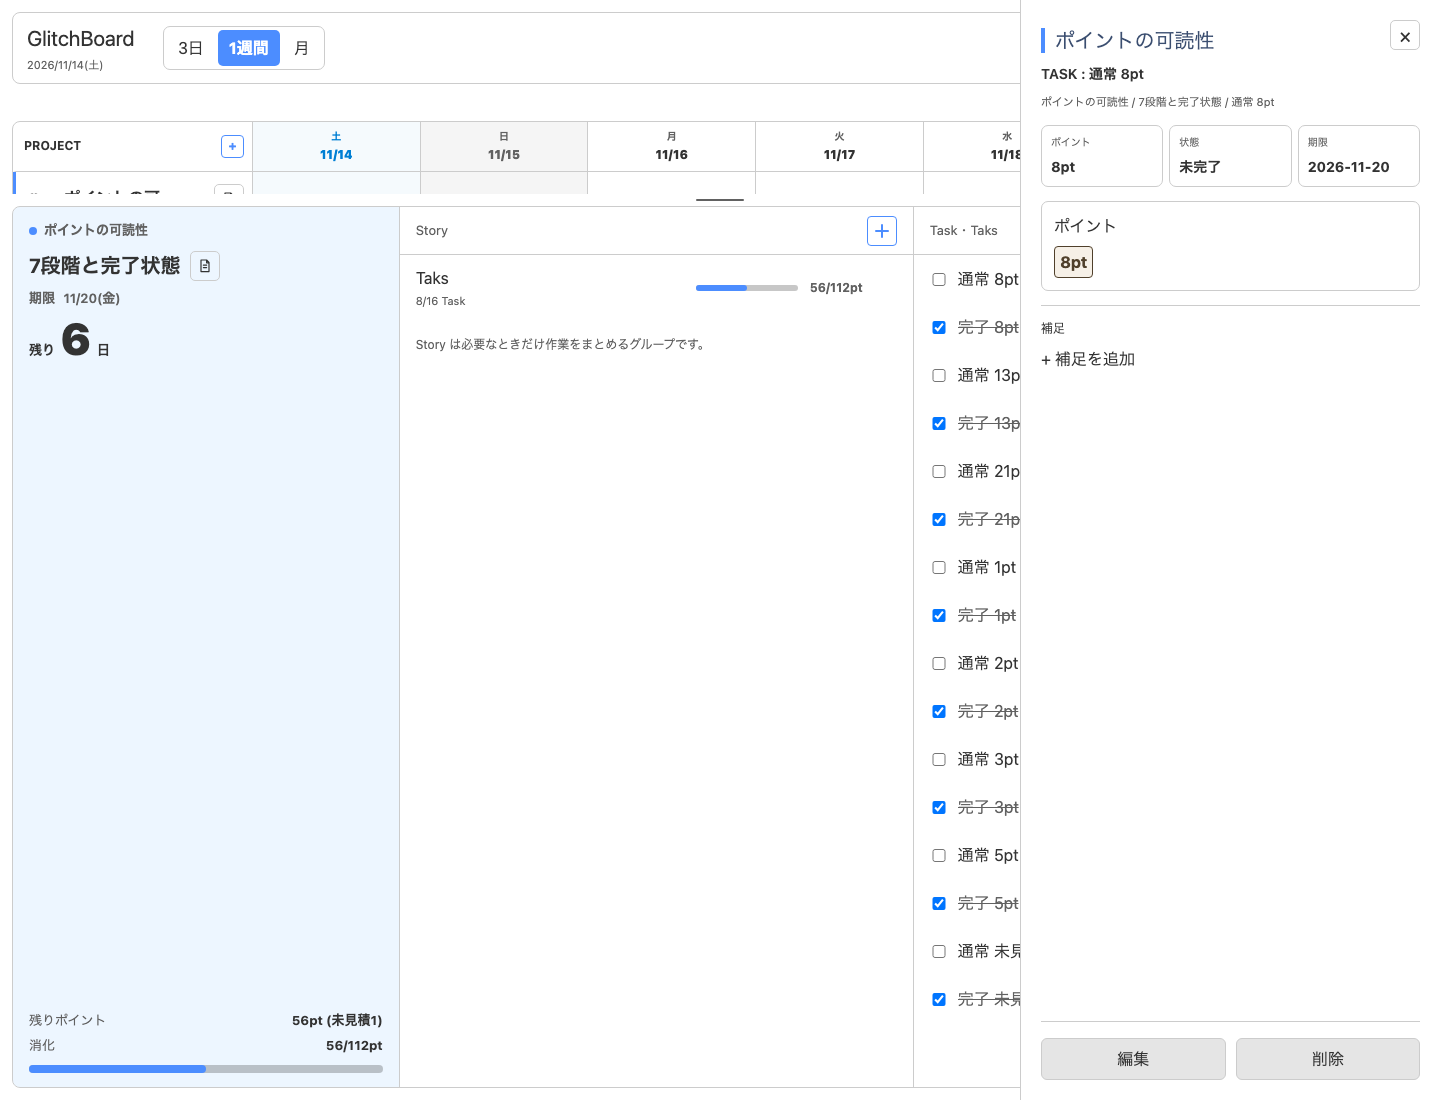 GlitchBoard
2026/11/14(土)
3日
1週間
月
PROJECT
+
土
11/14
日
11/15
月
11/16
火
11/17
水
ポイントの可読性
7段階と完了状態
期限 11/20(金)
残り 6 日
残りポイント 56pt (未見積1)
消化 56/112pt
Story
+
Taks
8/16 Task
56/112pt
Story は必要なときだけ作業をまとめるグループです。
Task・Taks
通常 8pt
完了 8pt
通常 13p
完了 13p
通常 21p
完了 21p
通常 1pt
完了 1pt
通常 2pt
完了 2pt
通常 3pt
完了 3pt
通常 5pt
完了 5pt
通常 未見
完了 未見
ポイントの可読性
×
TASK : 通常 8pt
ポイントの可読性 / 7段階と完了状態 / 通常 8pt
ポイント
8pt
状態
未完了
期限
2026-11-20
ポイント
8pt
補足
+ 補足を追加
編集
削除